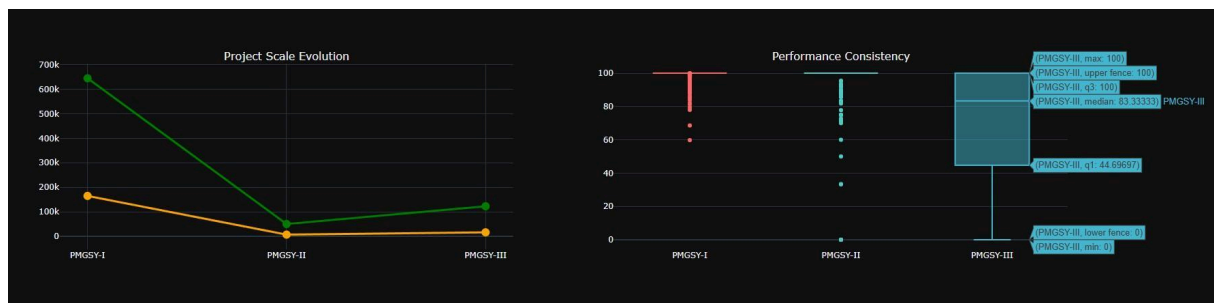 Project Scale Evolution
700k
600k
500k
400k
300k
200k
100k
0
PMGSY-I
PMGSY-II
PMGSY-III
Performance Consistency
100
80
60
40
20
0
PMGSY-I
PMGSY-II
PMGSY-III
(PMGSY-III, max: 100)
(PMGSY-III, upper fence: 100)
(PMGSY-III, q3: 100)
(PMGSY-III, median: 83.33333) PMGSY-III
(PMGSY-III, q1: 44.69697)
(PMGSY-III, lower fence: 0)
(PMGSY-III, min: 0)